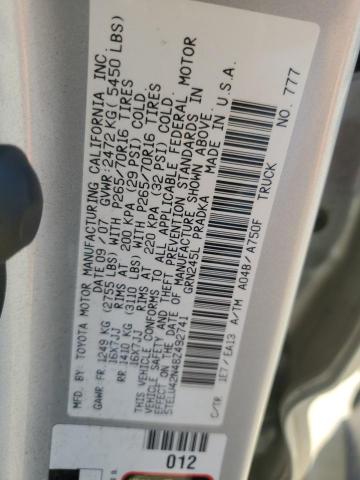 MFD. BY: TOYOTA MOTOR MANUFACTURING CALIFORNIA INC.
DATE: 09/07 GVWR: 2472 KG( 5450 LBS)
GAWR: FR. 1249 KG (2755 LBS) WITH P265/70R16 TIRES
16X7JJ RIMS AT 200 KPA (29 PSI) COLD.
RR. 1410 KG (3110 LBS) WITH P265/70R16 TIRES
16X7JJ RIMS AT 220 KPA (32 PSI) COLD.
THIS VEHICLE CONFORMS TO ALL APPLICABLE FEDERAL MOTOR
VEHICLE SAFETY AND THEFT PREVENTION STANDARDS IN
EFFECT ON THE DATE OF MANUFACTURE SHOWN ABOVE.
5TELU42N48Z492741 GRN245L PRADKA MADE IN U.S.A.
C/TR 1E7 / EA13 A/TM A04B/ A750F TRUCK NO. 777
012